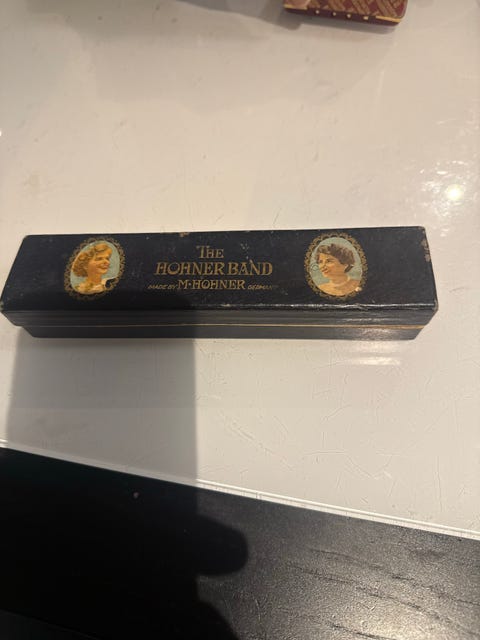 THE
HOHNER BAND
MADE BY M. HOHNER GERMANY